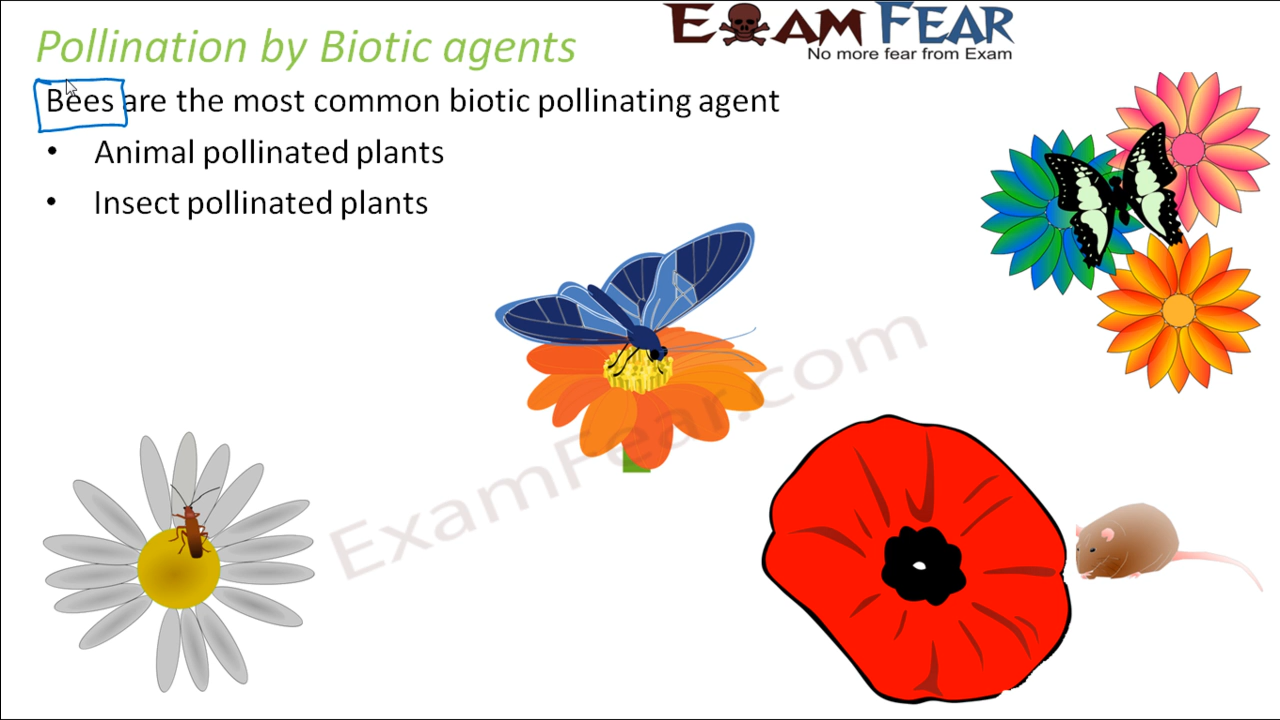 Pollination by Biotic agents
EXAM FEAR
No more fear from Exam
Bees are the most common biotic pollinating agent
• Animal pollinated plants
• Insect pollinated plants
ExamFear.com